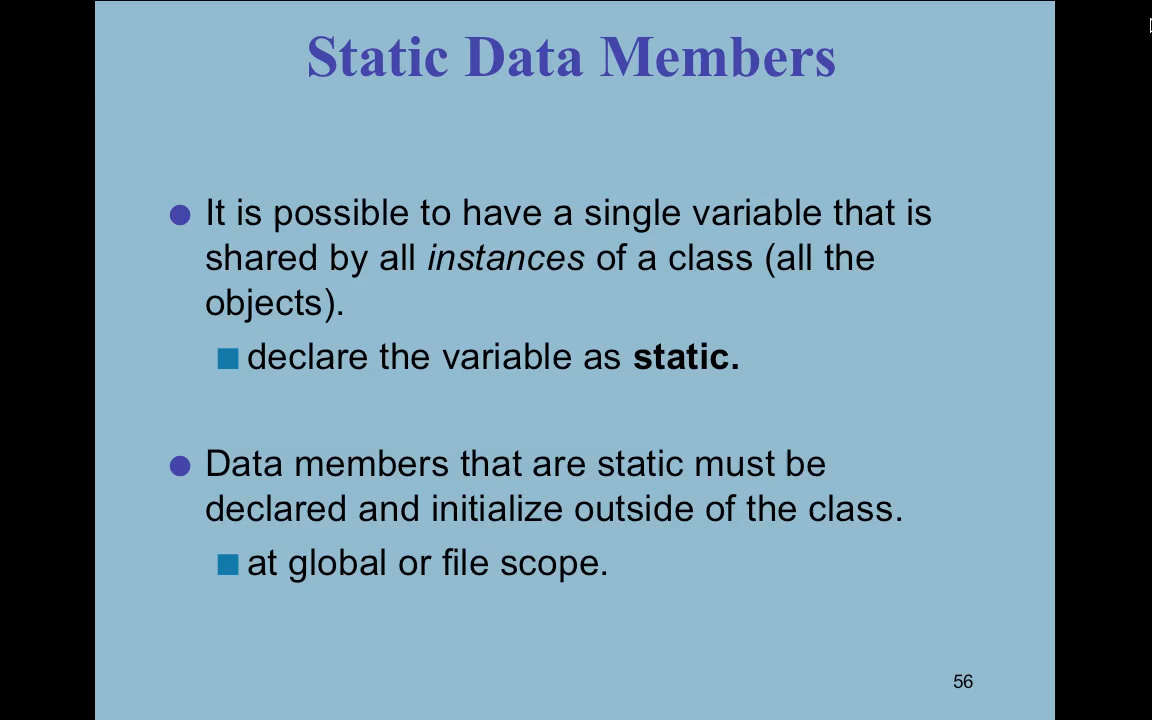 Static Data Members
It is possible to have a single variable that is
shared by all instances of a class (all the
objects).
declare the variable as static.
Data members that are static must be
declared and initialize outside of the class.
at global or file scope.
56